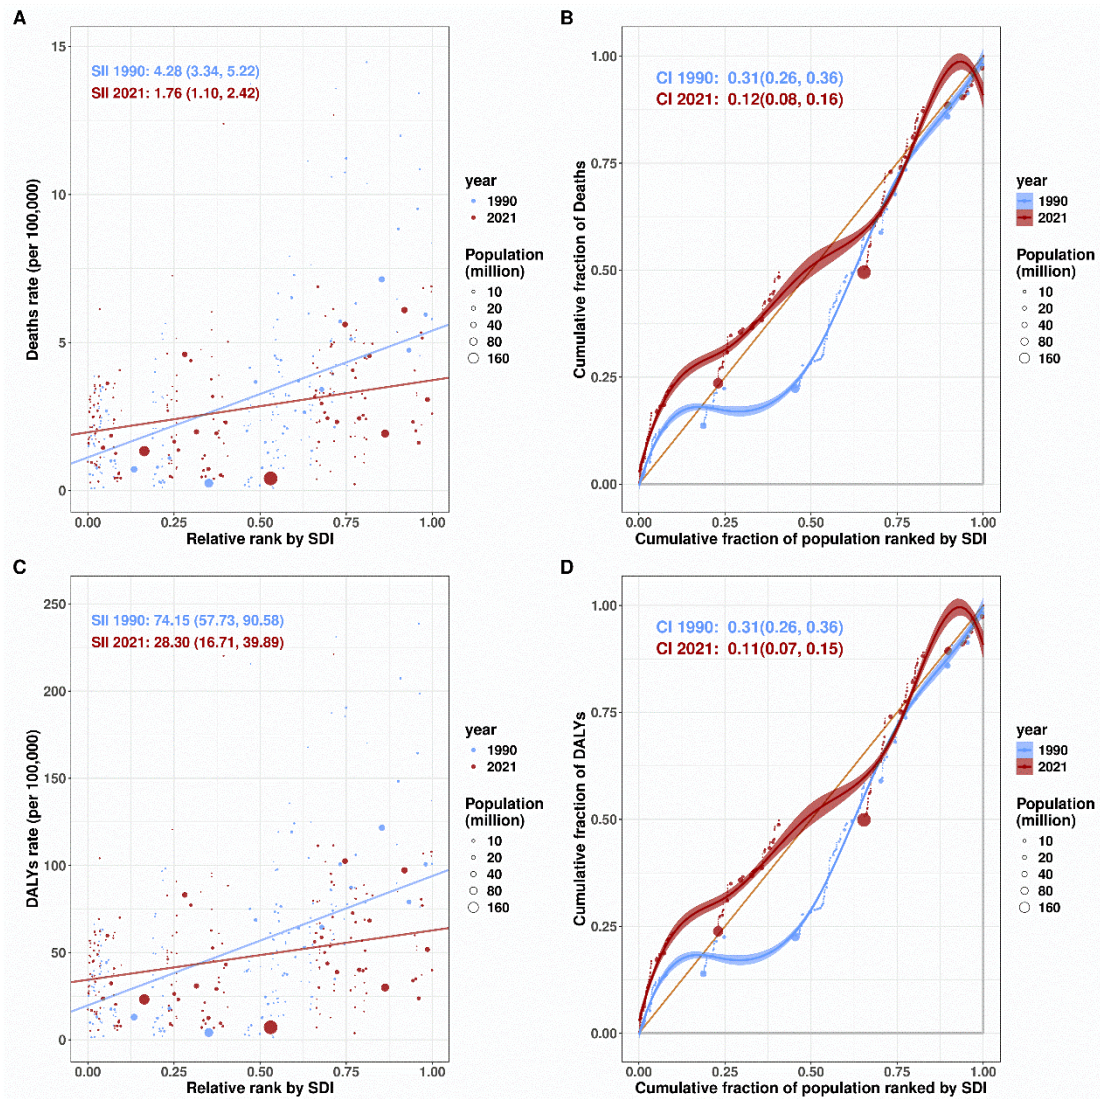 A
15
10
5
0
Deaths rate (per 100,000)
SII 1990: 4.28 (3.34, 5.22)
SII 2021: 1.76 (1.10, 2.42)
0.00 0.25 0.50 0.75 1.00
Relative rank by SDI
year
1990
2021
Population
(million)
10
20
40
80
160
B
1.00
0.75
0.50
0.25
0.00
Cumulative fraction of Deaths
CI 1990: 0.31(0.26, 0.36)
CI 2021: 0.12(0.08, 0.16)
0.00 0.25 0.50 0.75 1.00
Cumulative fraction of population ranked by SDI
year
1990
2021
Population
(million)
10
20
40
80
160
C
250
200
150
100
50
0
DALYs rate (per 100,000)
SII 1990: 74.15 (57.73, 90.58)
SII 2021: 28.30 (16.71, 39.89)
0.00 0.25 0.50 0.75 1.00
Relative rank by SDI
year
1990
2021
Population
(million)
10
20
40
80
160
D
1.00
0.75
0.50
0.25
0.00
Cumulative fraction of DALYs
CI 1990: 0.31(0.26, 0.36)
CI 2021: 0.11(0.07, 0.15)
0.00 0.25 0.50 0.75 1.00
Cumulative fraction of population ranked by SDI
year
1990
2021
Population
(million)
10
20
40
80
160